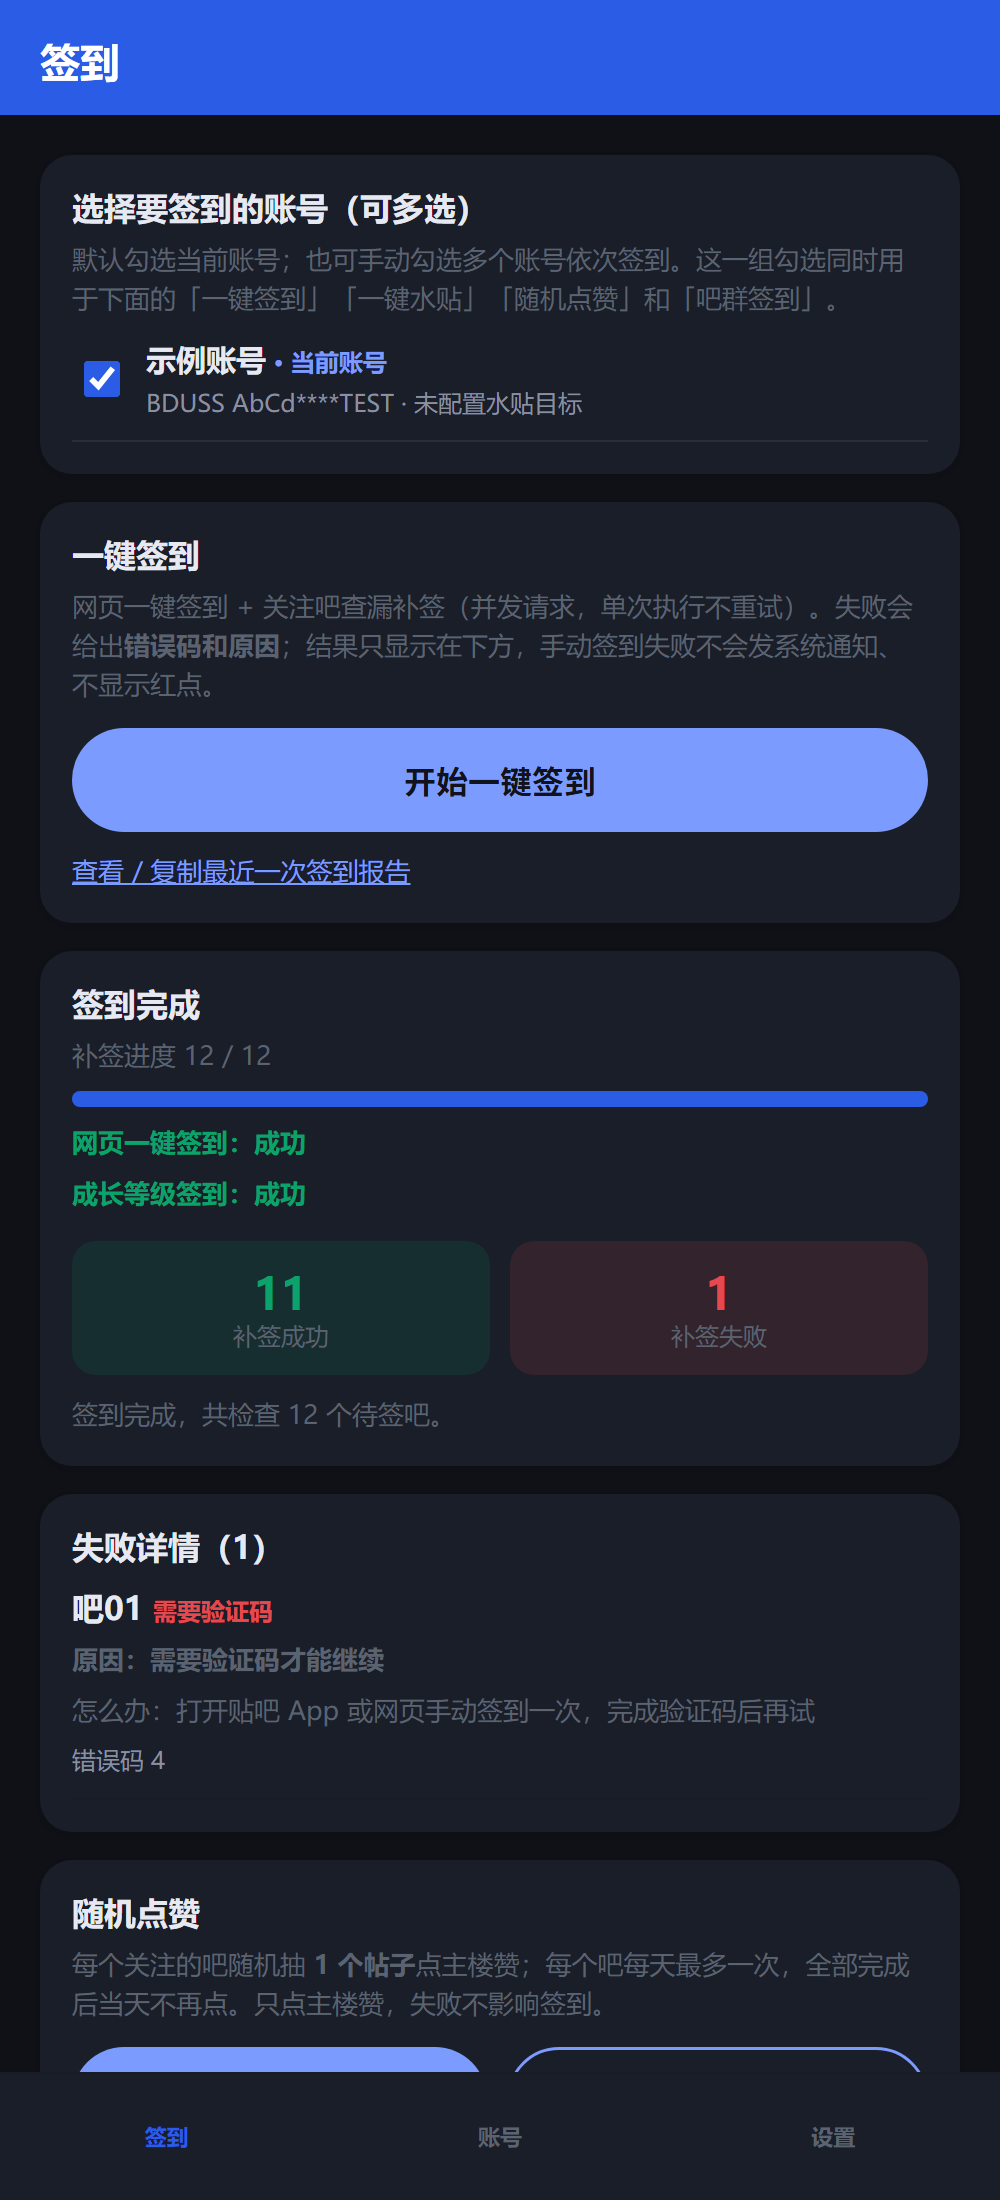 签到
选择要签到的账号（可多选）
默认勾选当前账号；也可手动勾选多个账号依次签到。这一组勾选同时用
于下面的「一键签到」「一键水贴」「随机点赞」和「吧群签到」。
示例账号 · 当前账号
BDUSS AbCd****TEST · 未配置水贴目标
一键签到
网页一键签到 + 关注吧查漏补签（并发请求，单次执行不重试）。失败会
给出错误码和原因；结果只显示在下方，手动签到失败不会发系统通知、
不显示红点。
开始一键签到
查看 / 复制最近一次签到报告
签到完成
补签进度 12 / 12
网页一键签到：成功
成长等级签到：成功
11
补签成功
1
补签失败
签到完成，共检查 12 个待签吧。
失败详情（1）
吧01 需要验证码
原因：需要验证码才能继续
怎么办：打开贴吧 App 或网页手动签到一次，完成验证码后再试
错误码 4
随机点赞
每个关注的吧随机抽 1 个帖子点主楼赞；每个吧每天最多一次，全部完成
后当天不再点。只点主楼赞，失败不影响签到。
签到
账号
设置